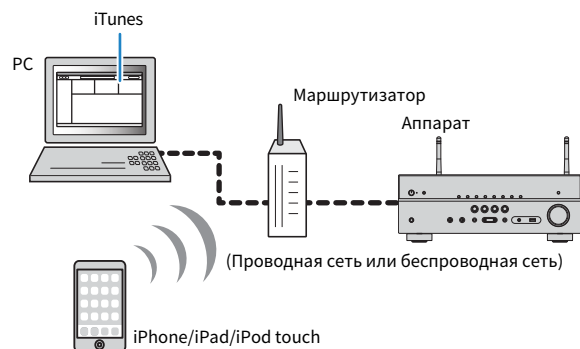 iTunes
PC
Маршрутизатор
Аппарат
(Проводная сеть или беспроводная сеть)
iPhone/iPad/iPod touch